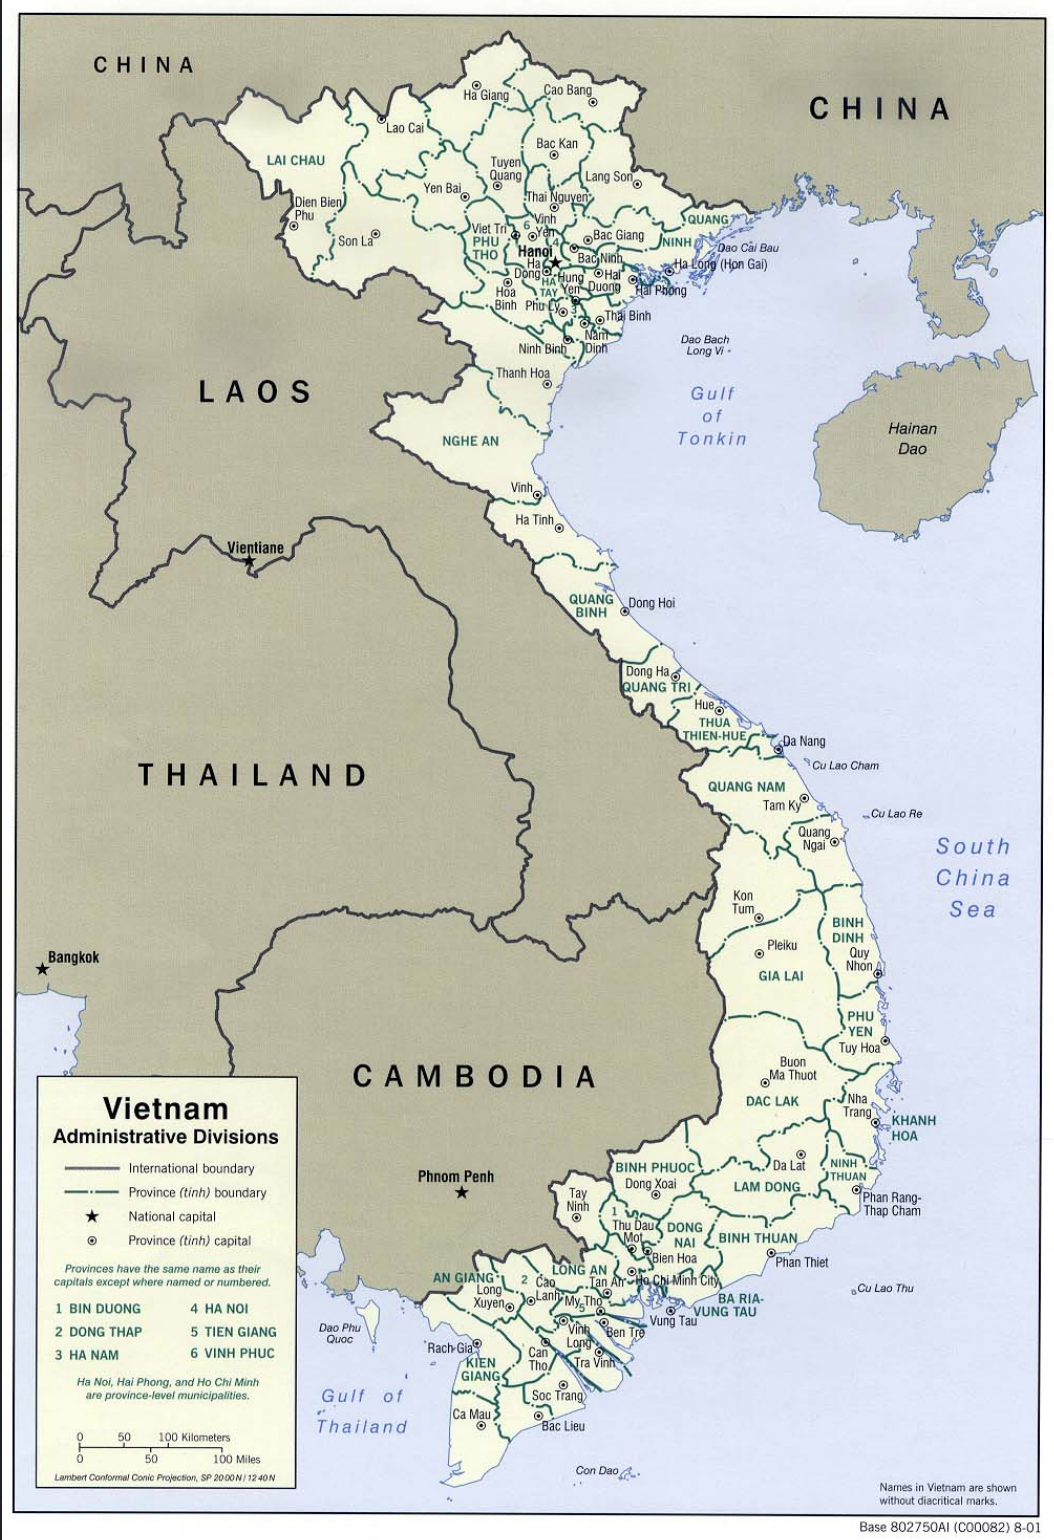 CHINA
CHINA
Ha Giang
Cao Bang
Lao Cai
Bac Kan
LAI CHAU
Tuyen
Quang
Lang Son
Yen Bai
Thai Nguyen
Dien Bien
Phu
Vinh
Yen
6
QUANG
NINH
Viet Tri
Son La
PHU
THO
4
Bac Giang
Dao Cai Bau
Hanoi
Bac Ninh
Ha Long (Hon Gai)
Ha
Dong
HA
TAY
Hung
Yen
Hai
Duong
Hai Phong
Hoa
Binh
Phu Ly
3
Thai Binh
Nam
Dinh
Ninh Binh
Dao Bach
Long Vi
Thanh Hoa
LAOS
Gulf
of
Tonkin
Hainan
Dao
NGHE AN
Vinh
Ha Tinh
Vientiane
QUANG
BINH
Dong Hoi
Dong Ha
QUANG TRI
Hue
THUA
THIEN-HUE
Da Nang
Cu Lao Cham
THAILAND
QUANG NAM
Tam Ky
Cu Lao Re
Quang
Ngai
South
China
Sea
Kon
Tum
BINH
DINH
Pleiku
Quy
Nhon
Bangkok
GIA LAI
PHU
YEN
Tuy Hoa
CAMBODIA
Buon
Ma Thuot
DAC LAK
Nha
Trang
KHANH
HOA
Phnom Penh
BINH PHUOC
Dong Xoai
Da Lat
NINH
THUAN
LAM DONG
Tay
Ninh
Phan Rang-
Thap Cham
1
Thu Dau
Mot
DONG
NAI
BINH THUAN
Bien Hoa
Phan Thiet
AN GIANG
2
LONG AN
Cao
Lanh
Tan An
Ho Chi Minh City
Cu Lao Thu
Long
Xuyen
BA RIA-
VUNG TAU
My Tho
5
Vung Tau
Dao Phu
Quoc
Vinh
Long
Ben Tre
Rach Gia
Can
Tho
Tra Vinh
KIEN
GIANG
Soc Trang
Gulf of
Thailand
Ca Mau
Bac Lieu
Con Dao
Vietnam
Administrative Divisions
International boundary
Province (tinh) boundary
National capital
Province (tinh) capital
Provinces have the same name as their
capitals except where named or numbered.
1 BIN DUONG
2 DONG THAP
3 HA NAM
4 HA NOI
5 TIEN GIANG
6 VINH PHUC
Ha Noi, Hai Phong, and Ho Chi Minh
are province-level municipalities.
0 50 100 Kilometers
0 50 100 Miles
Lambert Conformal Conic Projection, SP 20 00 N / 12 40 N
Names in Vietnam are shown
without diacritical marks.
Base 802750AI (C00082) 8-01